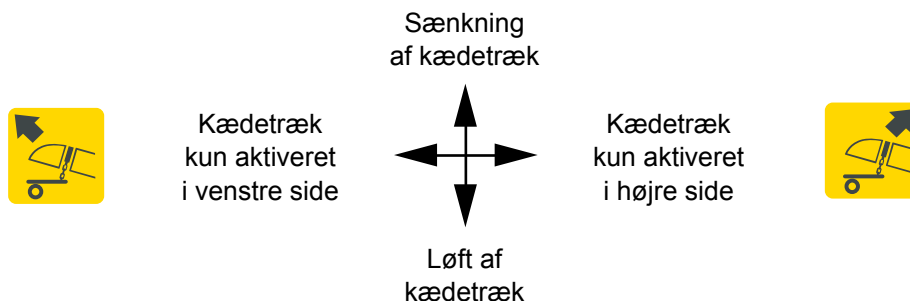 Sænkning
af kædetræk
Kædetræk
kun aktiveret
i venstre side
Kædetræk
kun aktiveret
i højre side
Løft af
kædetræk